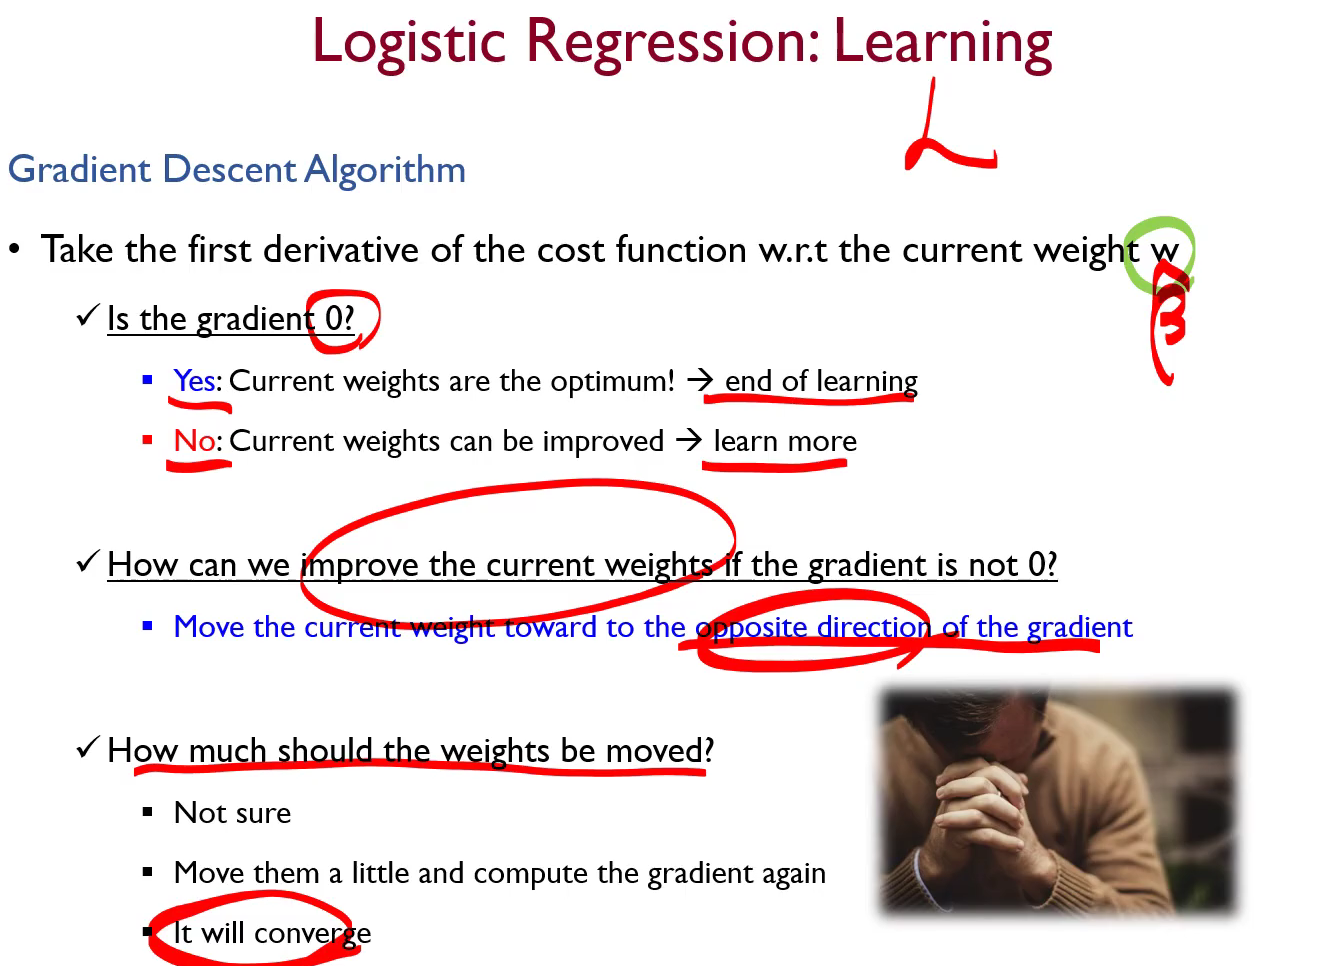 Logistic Regression: Learning
L
Gradient Descent Algorithm
• Take the first derivative of the cost function w.r.t the current weight w
✓ Is the gradient 0?
▪ Yes: Current weights are the optimum! → end of learning
▪ No: Current weights can be improved → learn more
✓ How can we improve the current weights if the gradient is not 0?
▪ Move the current weight toward to the opposite direction of the gradient
✓ How much should the weights be moved?
▪ Not sure
▪ Move them a little and compute the gradient again
▪ It will converge